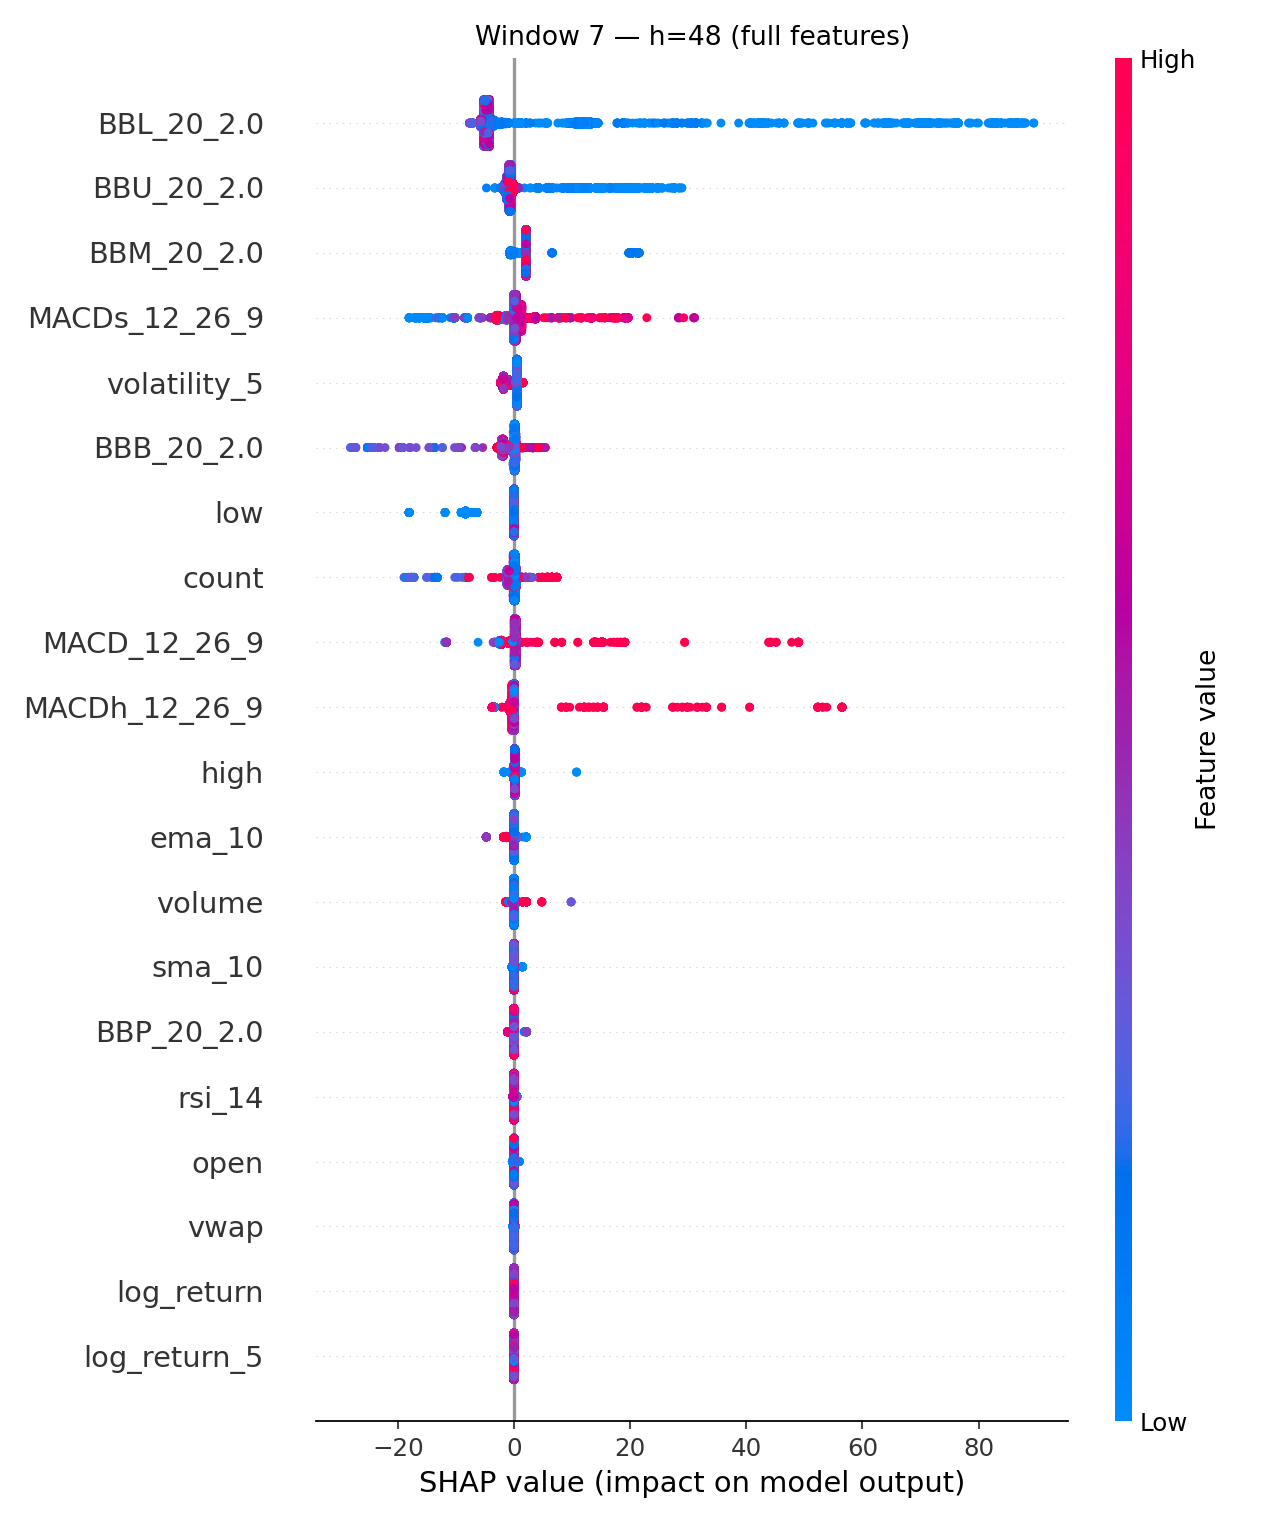 Window 7 — h=48 (full features)
High
BBL_20_2.0
BBU_20_2.0
BBM_20_2.0
MACDs_12_26_9
volatility_5
BBB_20_2.0
low
count
MACD_12_26_9
MACDh_12_26_9
high
ema_10
volume
sma_10
BBP_20_2.0
rsi_14
open
vwap
log_return
log_return_5
Feature value
Low
−20 0 20 40 60 80
SHAP value (impact on model output)